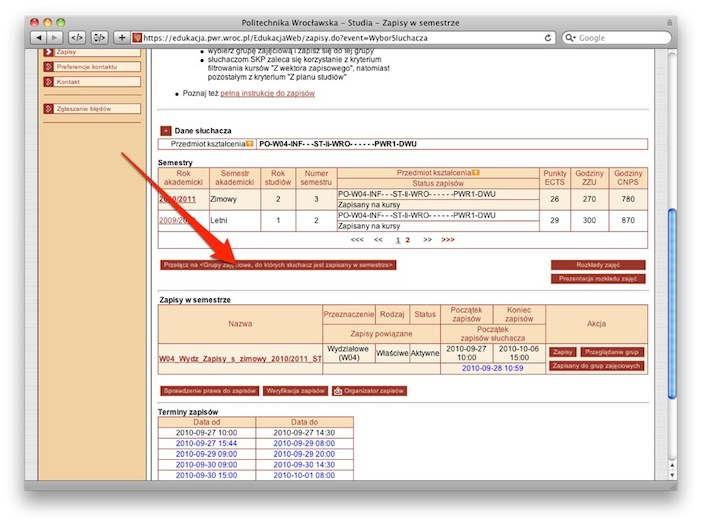 Politechnika Wrocławska – Studia – Zapisy w semestrze
https://edukacja.pwr.wroc.pl/EdukacjaWeb/zapisy.do?event=WyborSluchacza
Google
Zapisy
Preferencje kontaktu
Kontakt
Zgłaszanie błędów
wybierz grupę zajęciową i zapisz się do tej grupy
słuchaczom SKP zaleca się korzystanie z kryterium
filtrowania kursów "Z wektora zapisowego", natomiast
pozostałym z kryterium "Z planu studiów"
Poznaj też pełną instrukcję do zapisów
Dane słuchacza
Przedmiot kształcenia PO-W04-INF- - -ST-Ii-WRO- - - - - -PWR1-DWU
Semestry
Rok akademicki Semestr akademicki Rok studiów Numer semestru Przedmiot kształcenia Punkty ECTS Godziny ZZU Godziny CNPS
Status zapisów
2010/2011 Zimowy 2 3 PO-W04-INF- - -ST-Ii-WRO- - - - - -PWR1-DWU 26 270 780
Zapisany na kursy
2009/20 Letni 1 2 PO-W04-INF- - -ST-Ii-WRO- - - - - -PWR1-DWU 29 300 870
Zapisany na kursy
<<< << 1 2 >> >>>
Przełącz na <Grupy zajęciowe, do których słuchacz jest zapisany w semestrze>
Rozkłady zajęć
Prezentacja rozkładu zajęć
Zapisy w semestrze
Nazwa Przeznaczenie Rodzaj Status Początek zapisów Koniec zapisów Akcja
Zapisy powiązane Początek zapisów słuchacza
W04_Wydz_Zapisy_s_zimowy_2010/2011_ST Wydziałowe (W04) Właściwe Aktywne 2010-09-27 10:00 2010-10-06 15:00 Zapisy Przeglądanie grup
2010-09-28 10:59 Zapisany do grup zajęciowych
Sprawdzenie prawa do zapisów Weryfikacja zapisów Organizator zapisów
Terminy zapisów
Data od Data do
2010-09-27 10:00 2010-09-27 14:30
2010-09-27 15:44 2010-09-29 08:00
2010-09-29 09:00 2010-09-29 20:00
2010-09-30 09:00 2010-09-30 14:30
2010-09-30 15:00 2010-10-01 08:00